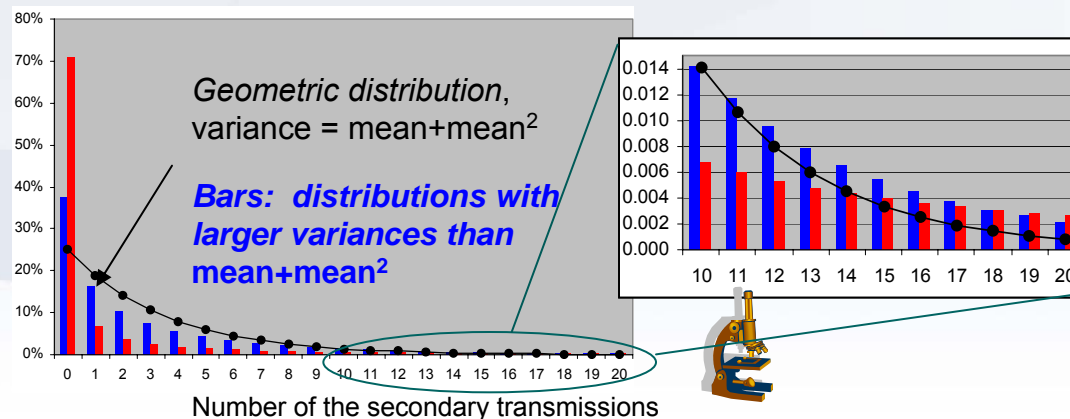 80%
70%
60%
50%
40%
30%
20%
10%
0%
0 1 2 3 4 5 6 7 8 9 10 11 12 13 14 15 16 17 18 19 20
Number of the secondary transmissions
Geometric distribution,
variance = mean+mean²
Bars: distributions with
larger variances than
mean+mean²
0.014
0.012
0.010
0.008
0.006
0.004
0.002
0.000
10 11 12 13 14 15 16 17 18 19 20